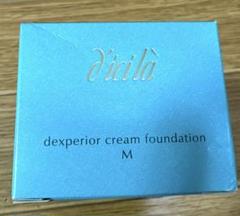 d'icilà
dexperior cream foundation
M